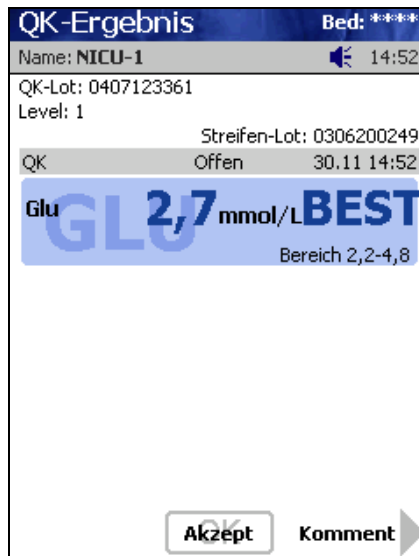 QK-Ergebnis Bed: ****
Name: NICU-1 14:52
QK-Lot: 0407123361
Level: 1
Streifen-Lot: 0306200249
QK Offen 30.11 14:52
GLU
Glu 2,7 mmol/L BEST
Bereich 2,2-4,8
OK
Akzept Komment